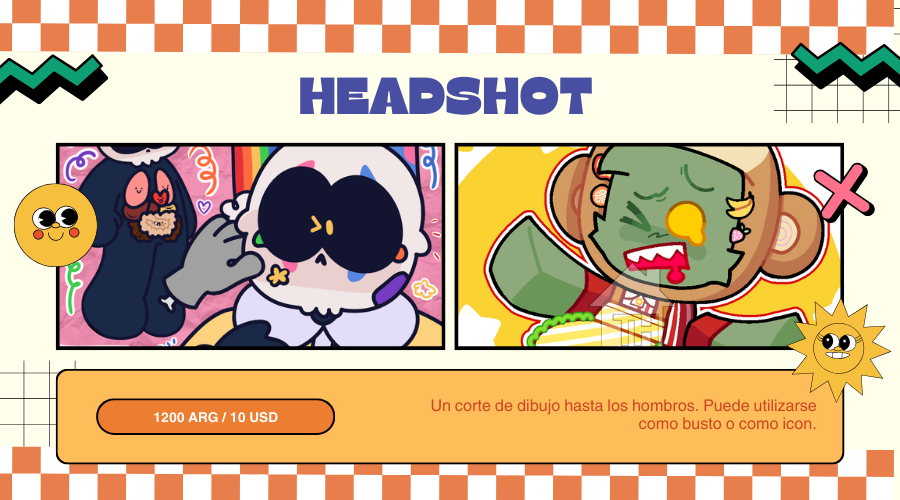 HEADSHOT
1200 ARG / 10 USD
Un corte de dibujo hasta los hombros. Puede utilizarse
como busto o como icon.